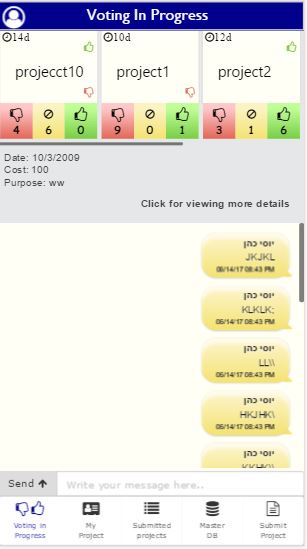 Voting In Progress
14d
10d
12d
projecct10
project1
project2
4 6 0
9 0 1
3 1 6
Date: 10/3/2009
Cost: 100
Purpose: ww
Click for viewing more details
יוסי כהן
JKJKL
06/14/17 08:43 PM
יוסי כהן
KLKLK;
06/14/17 08:43 PM
יוסי כהן
LL\\
06/14/17 08:43 PM
יוסי כהן
HKJHK\
06/14/17 08:43 PM
יוסי כהן
Send
Write your message here..
Voting in Progress
My Project
Submitted projects
Master DB
Submit Project